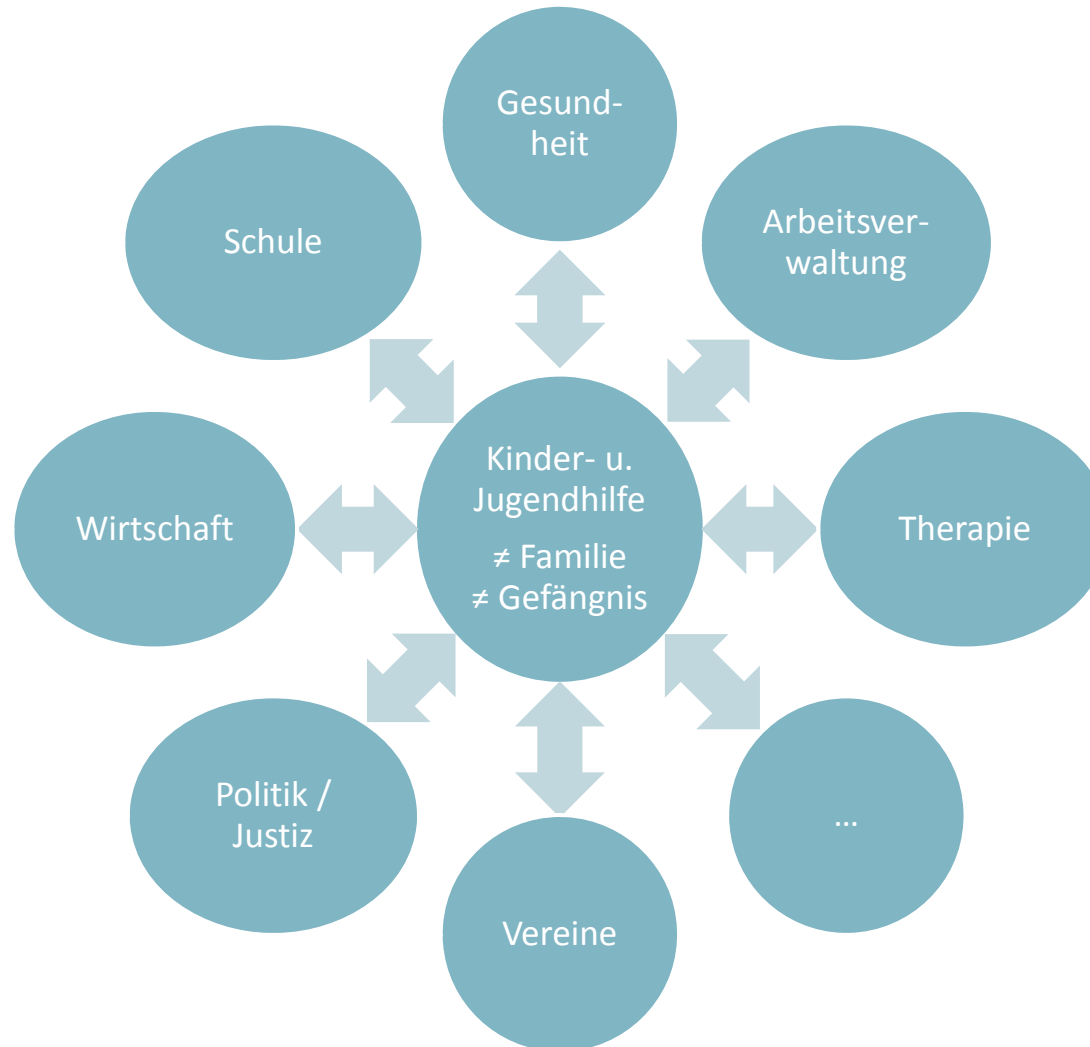 Gesund-
heit
Arbeitsver-
waltung
Therapie
...
Vereine
Politik /
Justiz
Wirtschaft
Schule
Kinder- u.
Jugendhilfe
≠ Familie
≠ Gefängnis